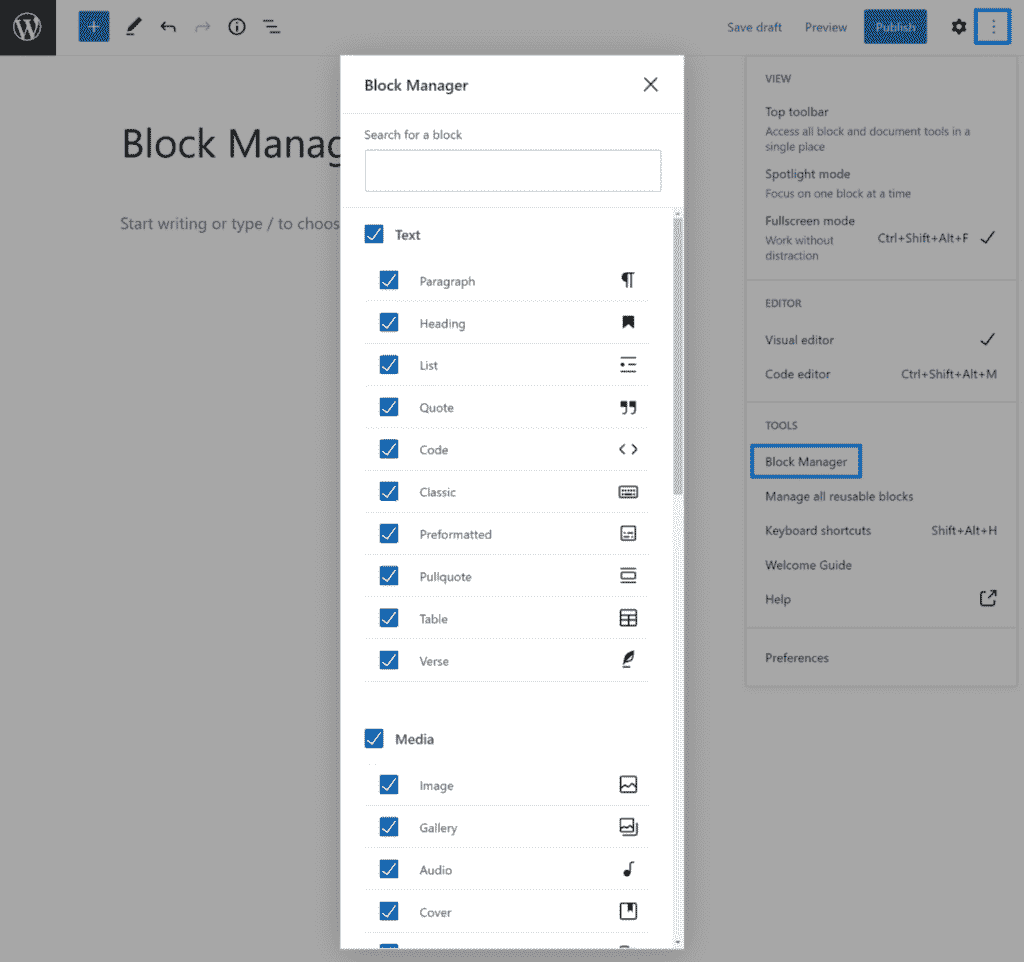 Save draft
Preview
Publish
Block Manag
Start writing or type / to choos
Block Manager
Search for a block
Text
Paragraph
Heading
List
Quote
Code
Classic
Preformatted
Pullquote
Table
Verse
Media
Image
Gallery
Audio
Cover
VIEW
Top toolbar
Access all block and document tools in a
single place
Spotlight mode
Focus on one block at a time
Fullscreen mode
Work without
distraction
Ctrl+Shift+Alt+F
EDITOR
Visual editor
Code editor Ctrl+Shift+Alt+M
TOOLS
Block Manager
Manage all reusable blocks
Keyboard shortcuts Shift+Alt+H
Welcome Guide
Help
Preferences